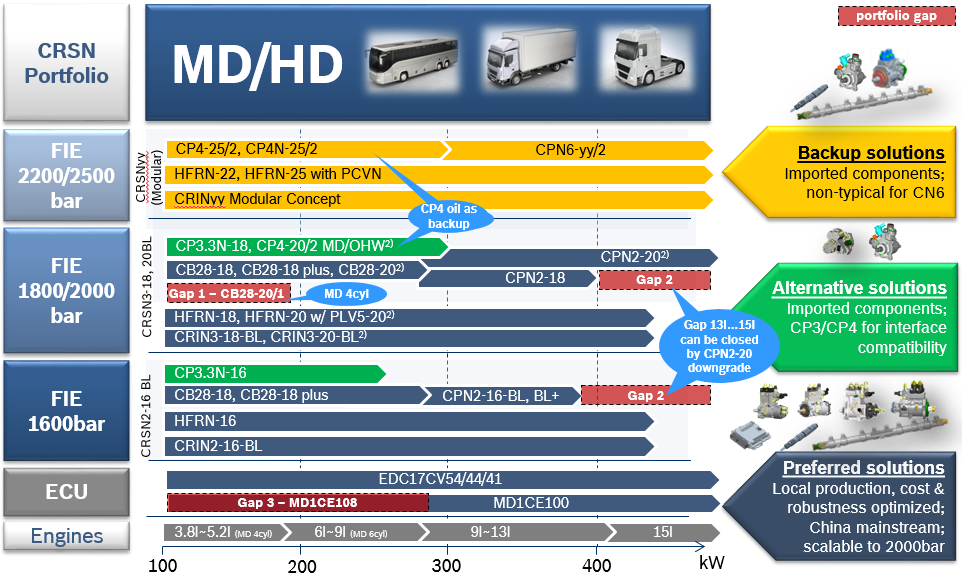 CRSN
Portfolio
MD/HD
portfolio gap
FIE
2200/2500
bar
CRSNyy
(Modular)
CP4-25/2, CP4N-25/2
CPN6-yy/2
HFRN-22, HFRN-25 with PCVN
CRINyy Modular Concept
CP4 oil as
backup
Backup solutions
Imported components;
non-typical for CN6
FIE
1800/2000
bar
CRSN3-18, 20BL
CP3.3N-18, CP4-20/2 MD/OHW2)
CPN2-202)
CB28-18, CB28-18 plus, CB28-202)
CPN2-18
Gap 2
Gap 1 – CB28-20/1
MD 4cyl
HFRN-18, HFRN-20 w/ PLV5-202)
CRIN3-18-BL, CRIN3-20-BL2)
Gap 13l...15l
can be closed
by CPN2-20
downgrade
Alternative solutions
Imported components;
CP3/CP4 for interface
compatibility
FIE
1600bar
CRSN2-16 BL
CP3.3N-16
CB28-18, CB28-18 plus
CPN2-16-BL, BL+
Gap 2
HFRN-16
CRIN2-16-BL
ECU
EDC17CV54/44/41
Gap 3 – MD1CE108
MD1CE100
Preferred solutions
Local production, cost &
robustness optimized;
China mainstream;
scalable to 2000bar
Engines
3.8l~5.2l (MD 4cyl)
6l~9l (MD 6cyl)
9l~13l
15l
100
200
300
400
kW